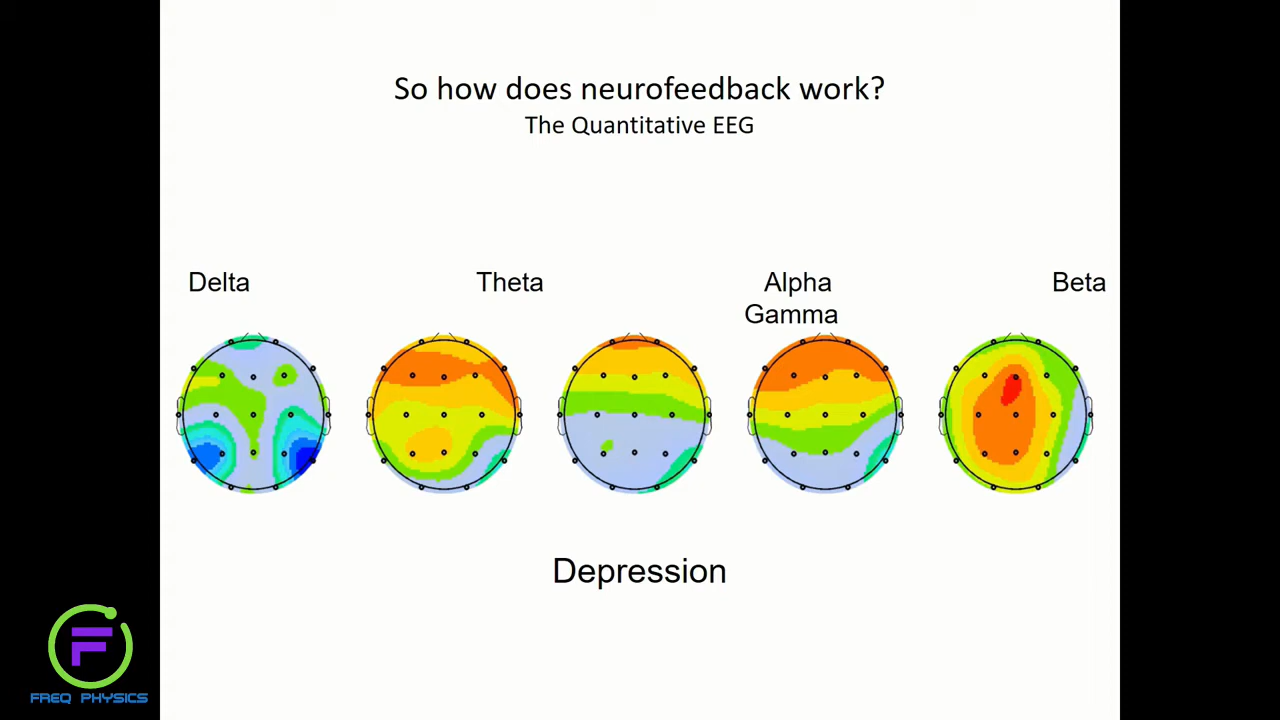 So how does neurofeedback work?
The Quantitative EEG
Delta Theta Alpha Beta
Gamma
Depression
F
FREQ PHYSICS